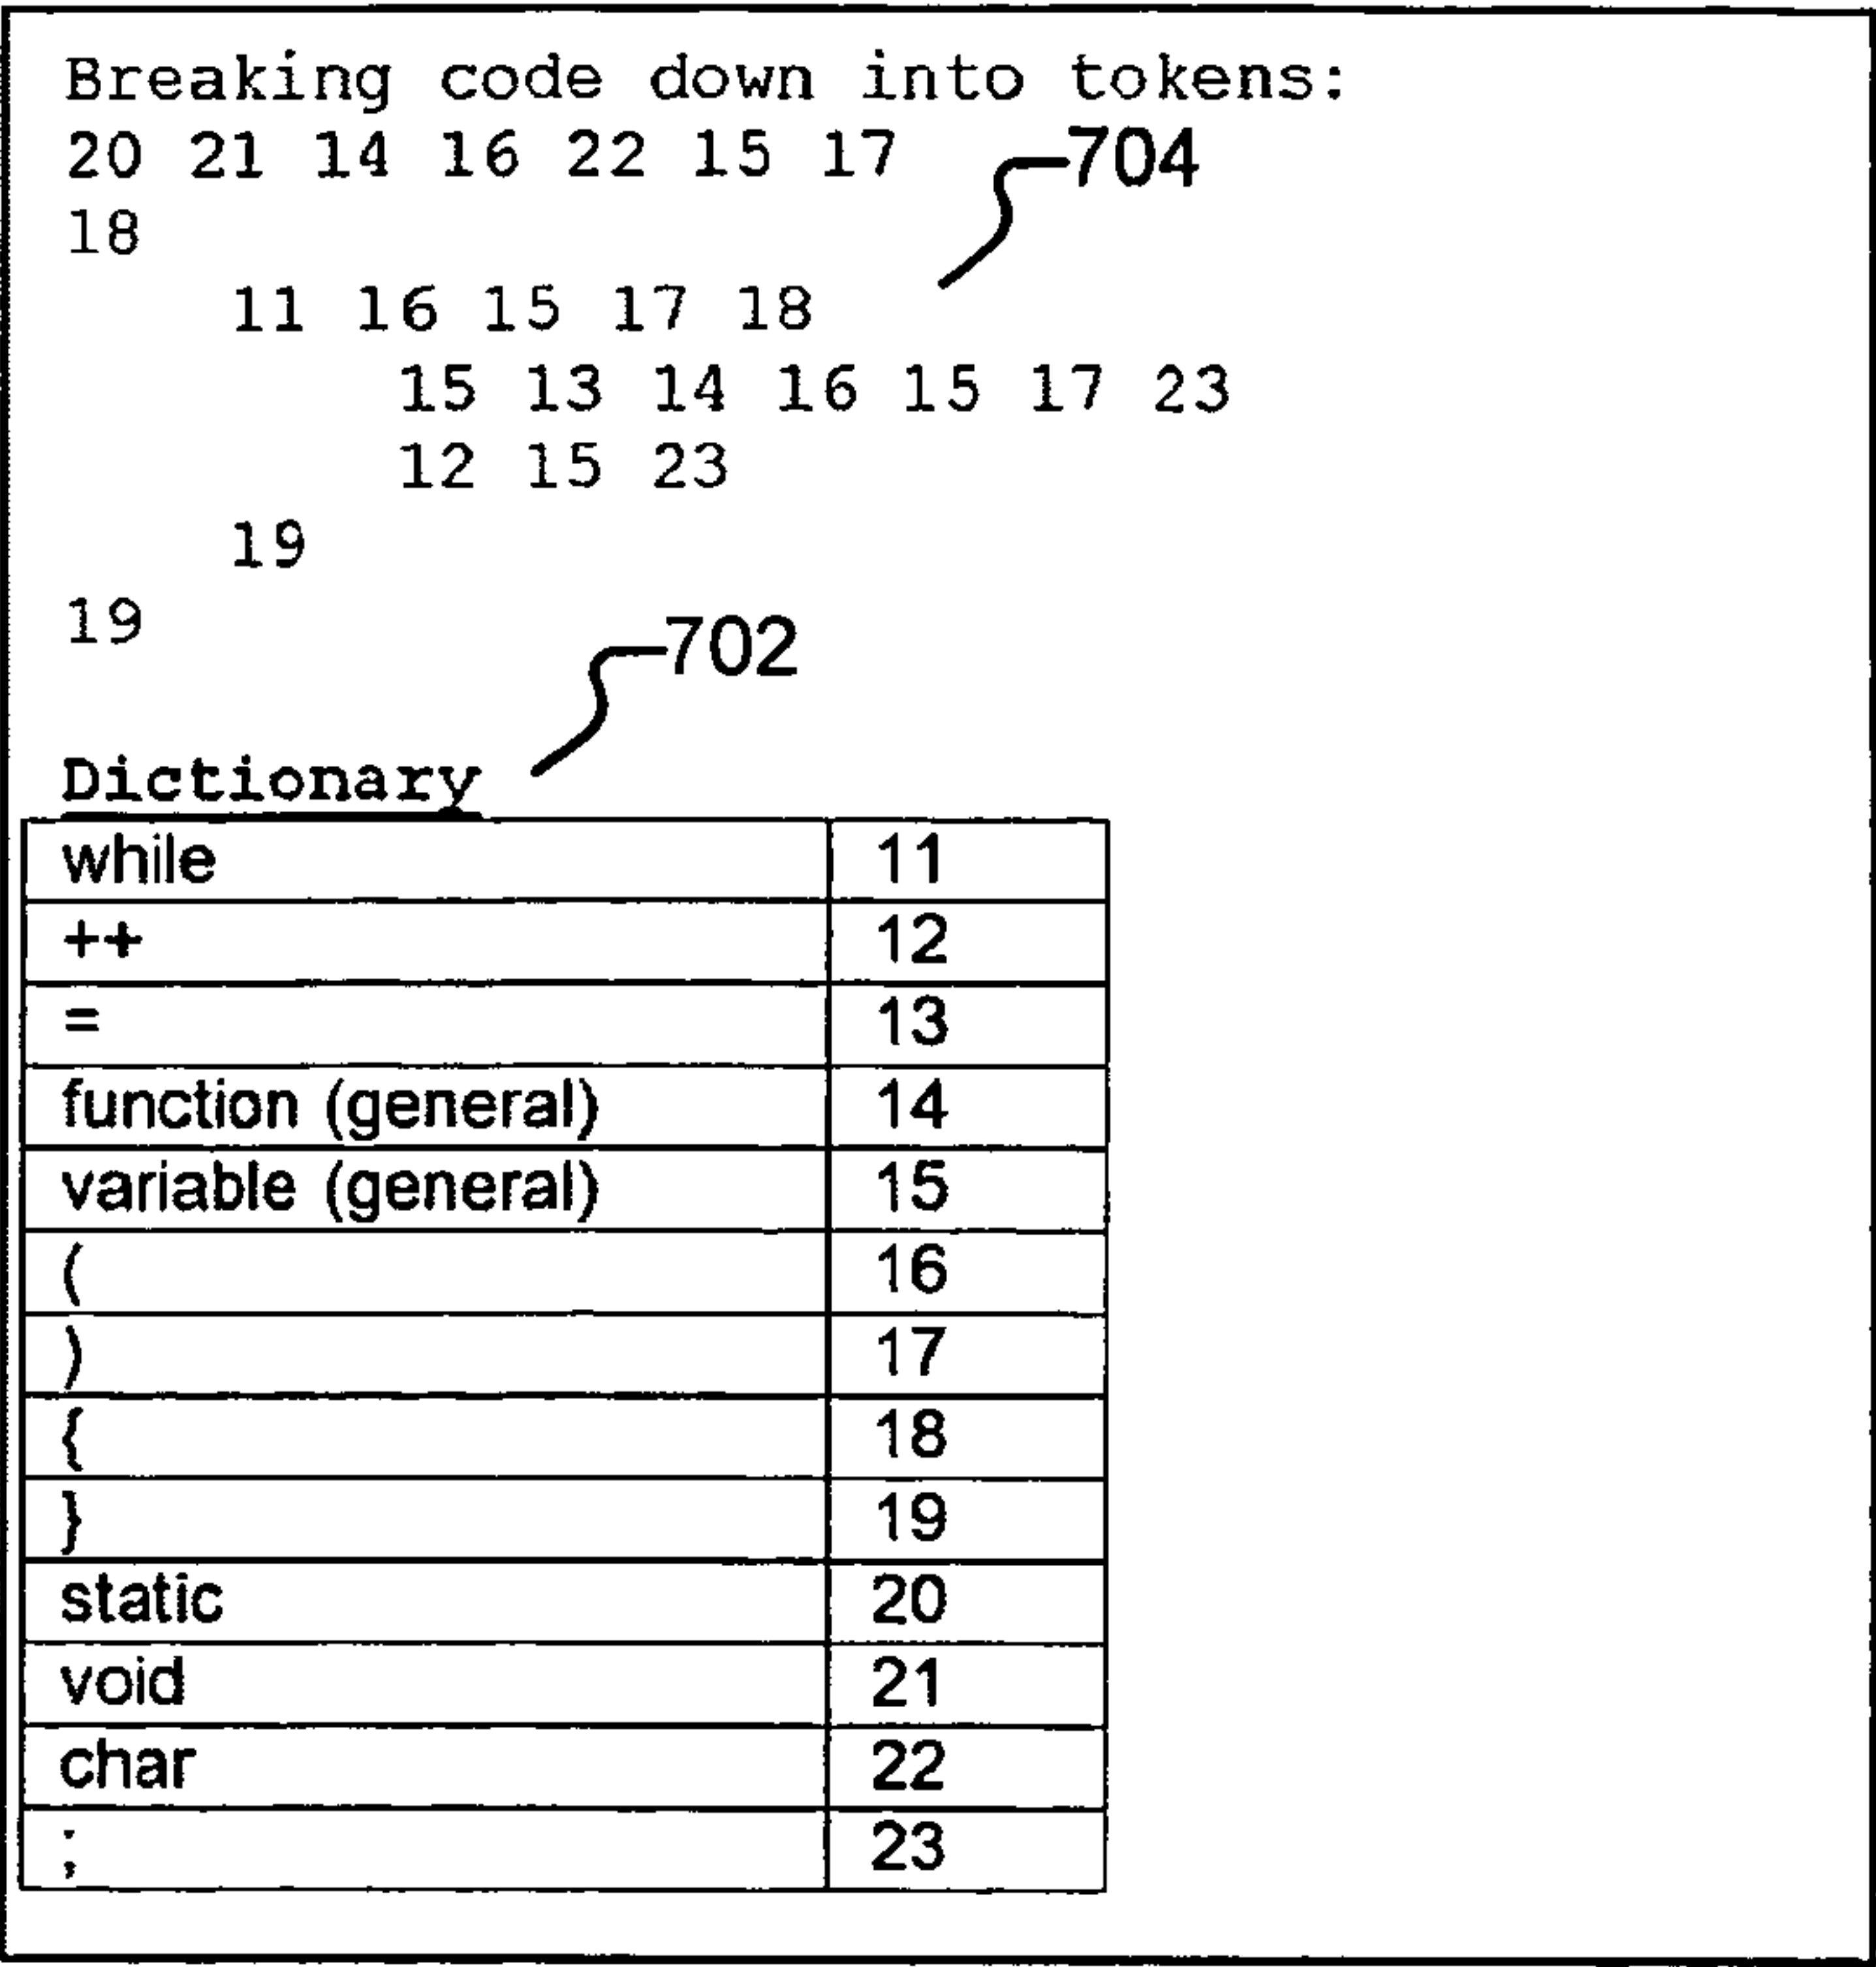 Breaking code down into tokens:
20 21 14 16 22 15 17
704
18
11 16 15 17 18
15 13 14 16 15 17 23
12 15 23
19
19
702
Dictionary
while 11
++ 12
= 13
function (general) 14
variable (general) 15
( 16
) 17
{ 18
} 19
static 20
void 21
char 22
; 23